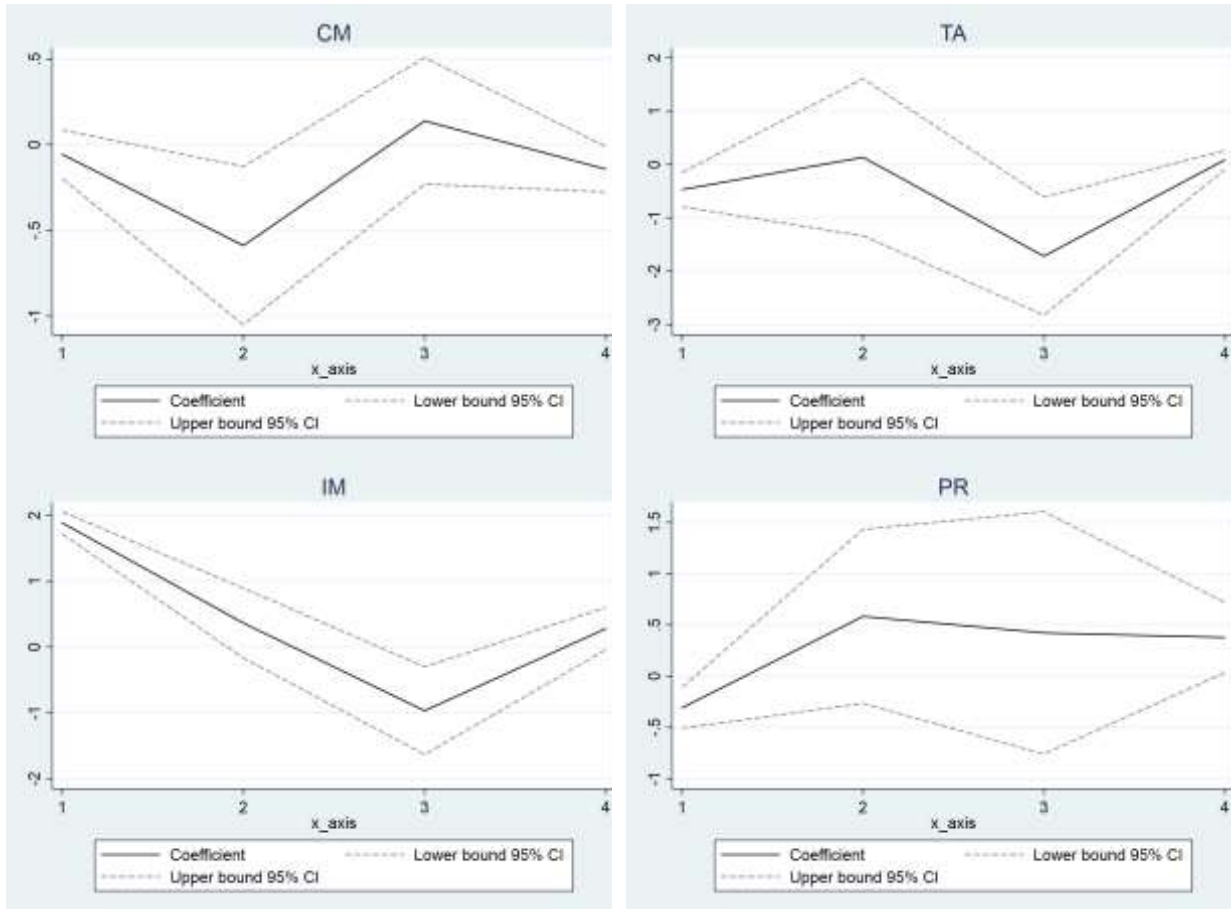 CM
.5
0
-.5
-1
1 2 3 4
x_axis
Coefficient Lower bound 95% CI
Upper bound 95% CI
TA
2
1
0
-1
-2
-3
1 2 3 4
x_axis
Coefficient Lower bound 95% CI
Upper bound 95% CI
IM
2
1
0
-1
-2
1 2 3 4
x_axis
Coefficient Lower bound 95% CI
Upper bound 95% CI
PR
1.5
1
.5
0
-.5
-1
1 2 3 4
x_axis
Coefficient Lower bound 95% CI
Upper bound 95% CI